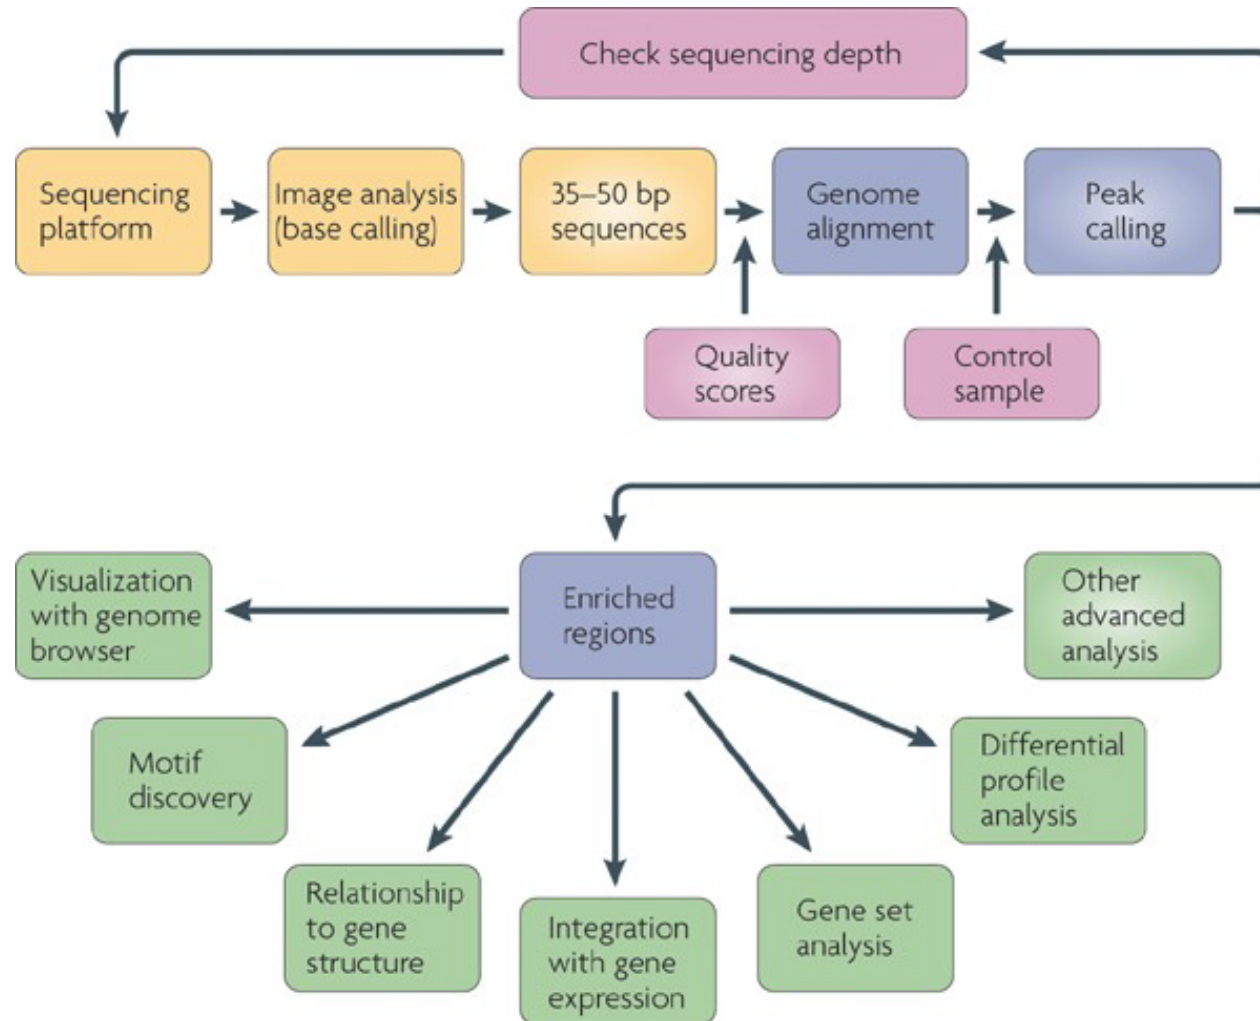 Check sequencing depth
Sequencing
platform
Image analysis
(base calling)
35–50 bp
sequences
Genome
alignment
Peak
calling
Quality
scores
Control
sample
Enriched
regions
Visualization
with genome
browser
Other
advanced
analysis
Motif
discovery
Differential
profile
analysis
Relationship
to gene
structure
Integration
with gene
expression
Gene set
analysis